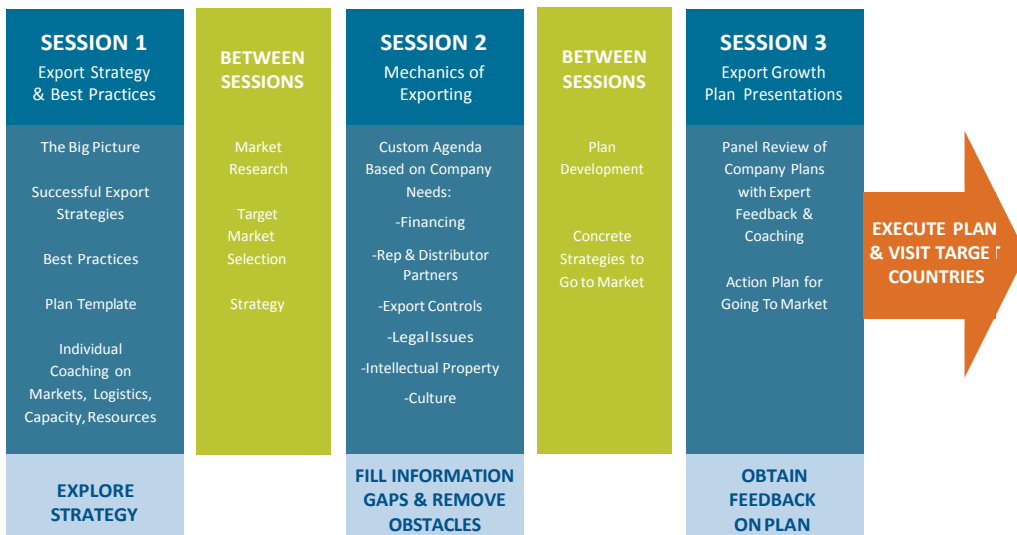 SESSION 1
Export Strategy
& Best Practices
The Big Picture
Successful Export
Strategies
Best Practices
Plan Template
Individual
Coaching on
Markets, Logistics,
Capacity, Resources
EXPLORE
STRATEGY
BETWEEN
SESSIONS
Market
Research
Target
Market
Selection
Strategy
SESSION 2
Mechanics of
Exporting
Custom Agenda
Based on Company
Needs:
-Financing
-Rep & Distributor
Partners
-Export Controls
-Legal Issues
-Intellectual Property
-Culture
FILL INFORMATION
GAPS & REMOVE
OBSTACLES
BETWEEN
SESSIONS
Plan
Development
Concrete
Strategies to
Go to Market
SESSION 3
Export Growth
Plan Presentations
Panel Review of
Company Plans
with Expert
Feedback &
Coaching
Action Plan for
Going To Market
OBTAIN
FEEDBACK
ON PLAN
EXECUTE PLAN
& VISIT TARGET
COUNTRIES